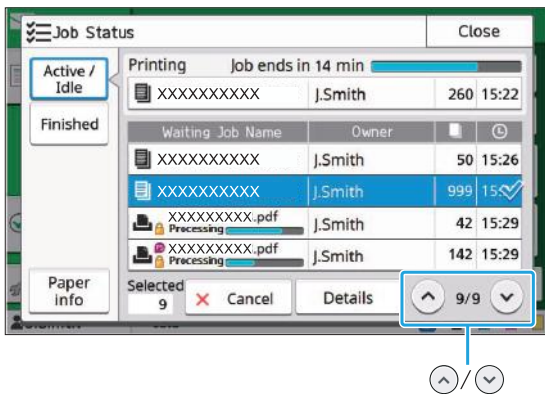 Job Status
Close
Active /
Idle
Finished
Paper
info
Printing Job ends in 14 min
XXXXXXXXXX J.Smith 260 15:22
Waiting Job Name Owner
XXXXXXXXXX J.Smith 50 15:26
XXXXXXXXXX J.Smith 999
XXXXXXXXX.pdf J.Smith 42 15:29
Processing
XXXXXXXXX.pdf J.Smith 142 15:29
Processing
Selected
9
Cancel
Details
9/9
/